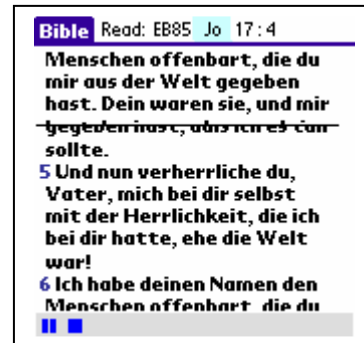 Bible Read: EB85 Jo 17:4
Menschen offenbart, die du
mir aus der Welt gegeben
hast. Dein waren sie, und mir
sollte.
5 Und nun verherrliche du,
Vater, mich bei dir selbst
mit der Herrlichkeit, die ich
bei dir hatte, ehe die Welt
war!
6 Ich habe deinen Namen den
Menschen offenbart, die du